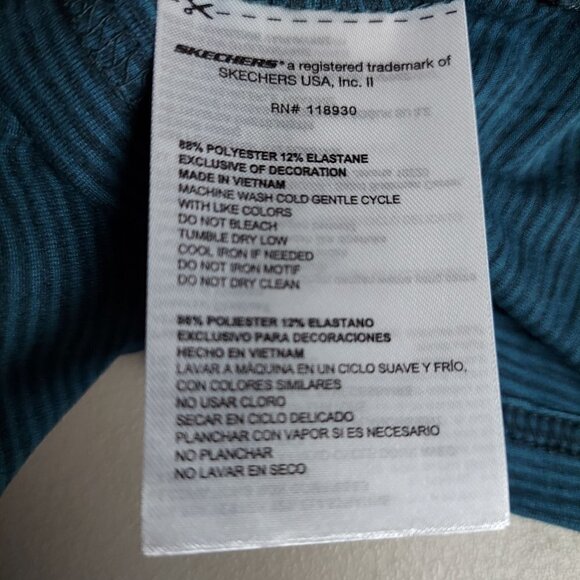 SKECHERS® a registered trademark of
SKECHERS USA, Inc. II
RN# 118930
88% POLYESTER 12% ELASTANE
EXCLUSIVE OF DECORATION
MADE IN VIETNAM
MACHINE WASH COLD GENTLE CYCLE
WITH LIKE COLORS
DO NOT BLEACH
TUMBLE DRY LOW
COOL IRON IF NEEDED
DO NOT IRON MOTIF
DO NOT DRY CLEAN
88% POLIESTER 12% ELASTANO
EXCLUSIVO PARA DECORACIONES
HECHO EN VIETNAM
LAVAR A MÁQUINA EN UN CICLO SUAVE Y FRÍO,
CON COLORES SIMILARES
NO USAR CLORO
SECAR EN CICLO DELICADO
PLANCHAR CON VAPOR SI ES NECESARIO
NO PLANCHAR
NO LAVAR EN SECO